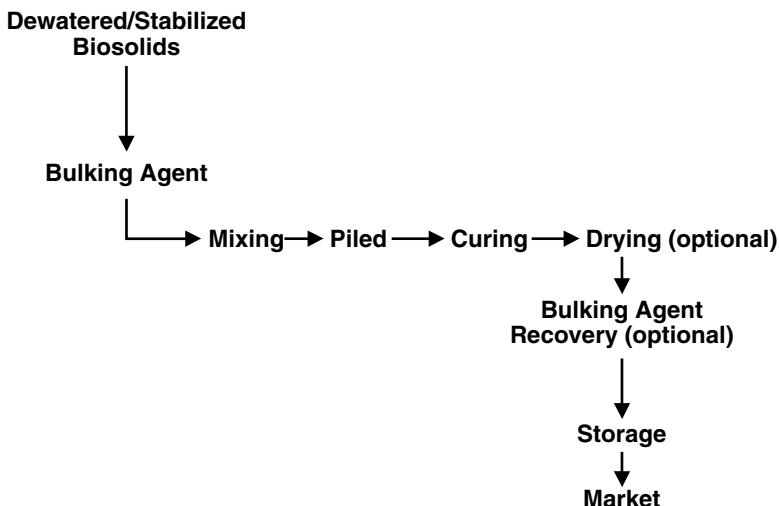 Dewatered/Stabilized
Biosolids
Bulking Agent
Mixing
Piled
Curing
Drying (optional)
Bulking Agent
Recovery (optional)
Storage
Market